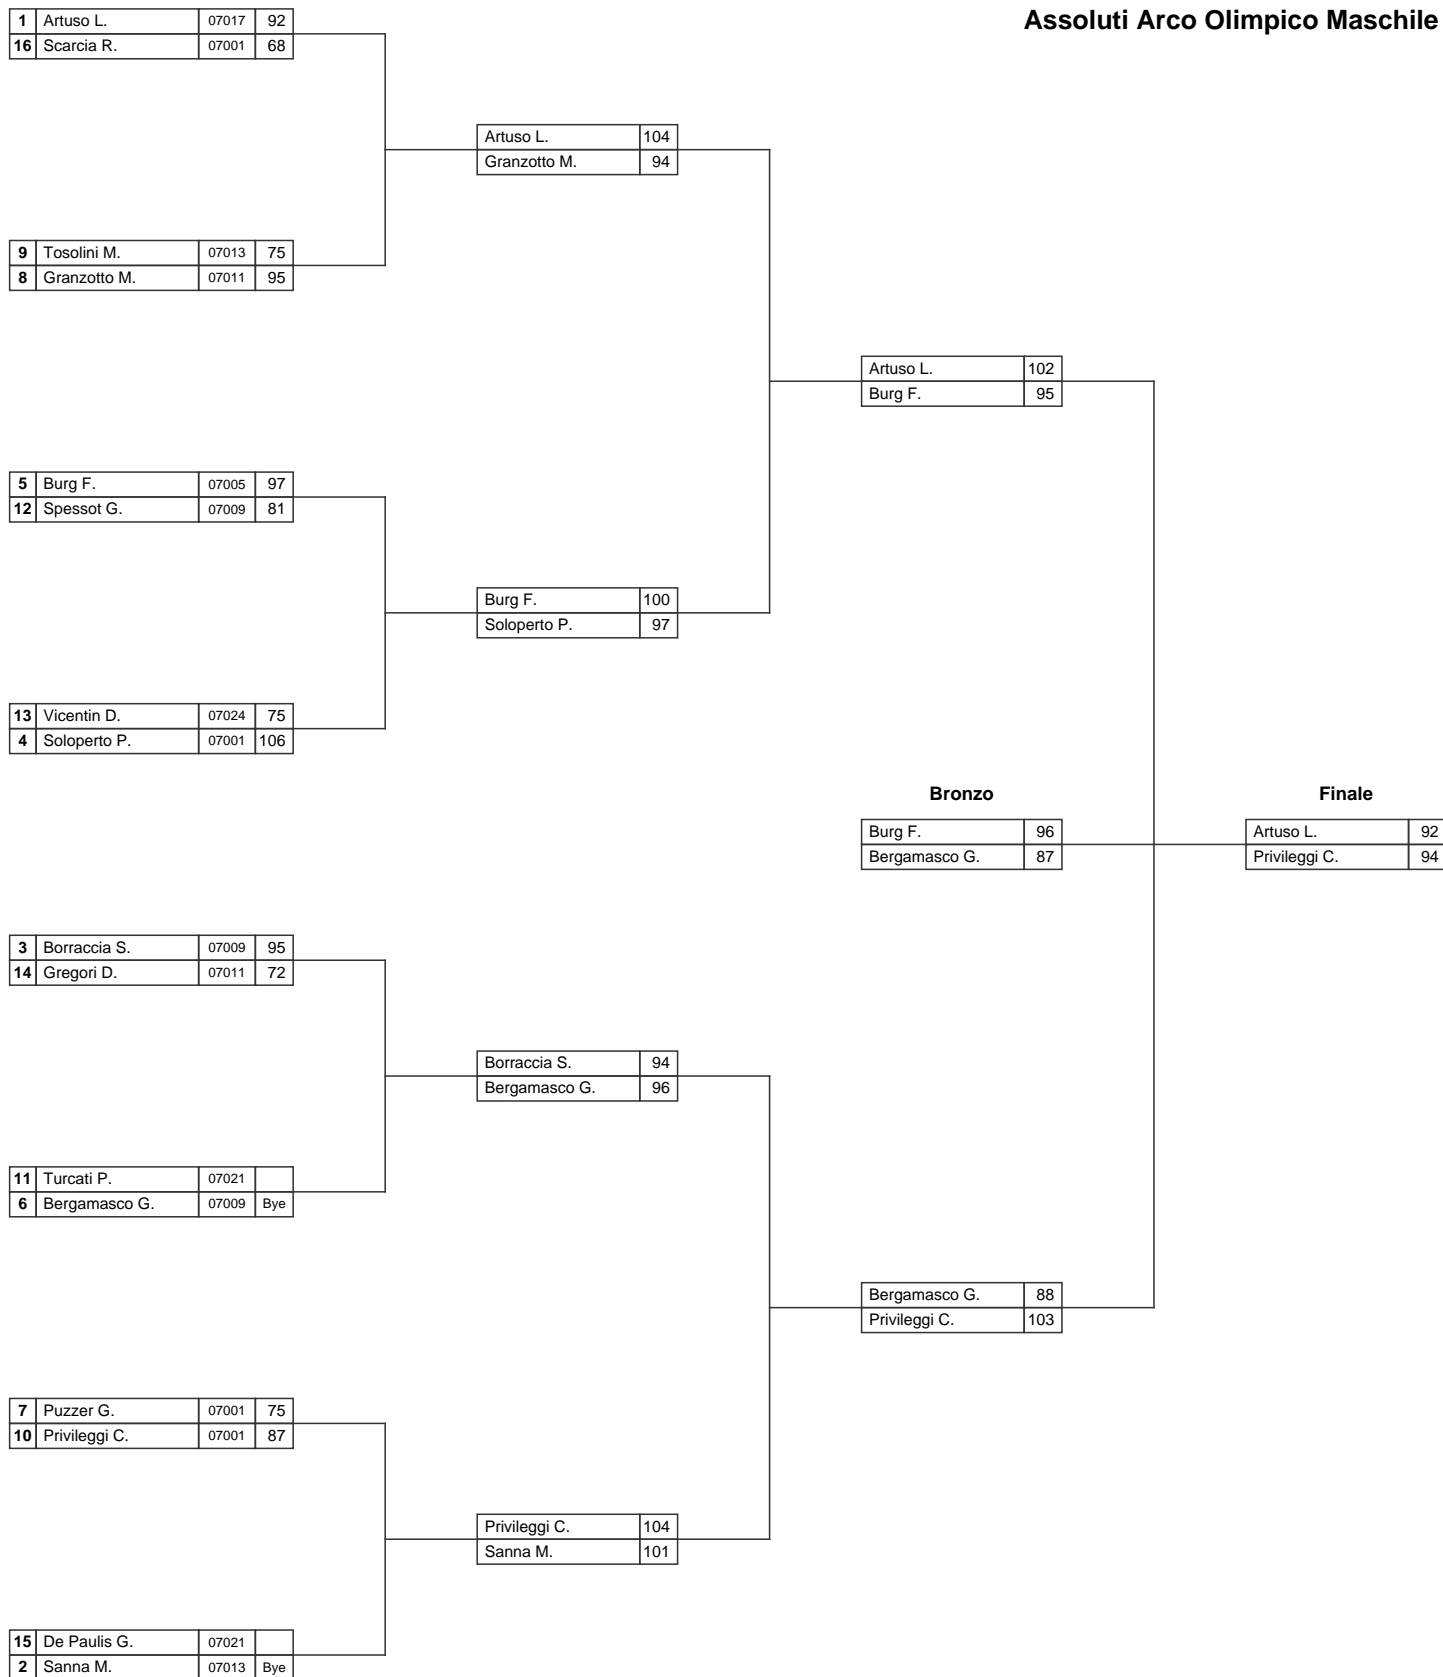 Assoluti Arco Olimpico Maschile
1 Artuso L. 07017 92
16 Scarcia R. 07001 68
Artuso L. 104
Granzotto M. 94
9 Tosolini M. 07013 75
8 Granzotto M. 07011 95
Artuso L. 102
Burg F. 95
5 Burg F. 07005 97
12 Spessot G. 07009 81
Burg F. 100
Soloperto P. 97
13 Vicentin D. 07024 75
4 Soloperto P. 07001 106
Bronzo
Finale
Burg F. 96
Bergamasco G. 87
Artuso L. 92
Privileggi C. 94
3 Borraccia S. 07009 95
14 Gregori D. 07011 72
Borraccia S. 94
Bergamasco G. 96
11 Turcati P. 07021
6 Bergamasco G. 07009 Bye
Bergamasco G. 88
Privileggi C. 103
7 Puzzer G. 07001 75
10 Privileggi C. 07001 87
Privileggi C. 104
Sanna M. 101
15 De Paulis G. 07021
2 Sanna M. 07013 Bye